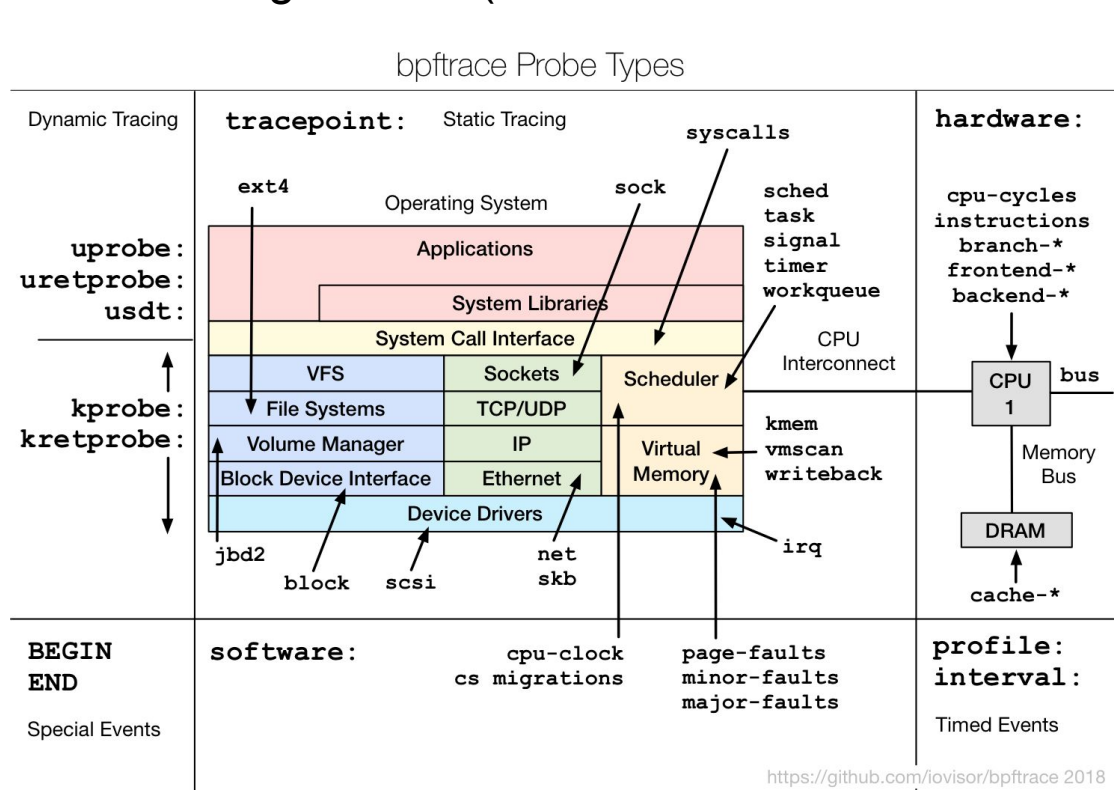 bpftrace Probe Types
Dynamic Tracing
tracepoint:
Static Tracing
hardware:
syscalls
ext4
sock
sched
task
signal
timer
workqueue
cpu-cycles
instructions
branch-*
frontend-*
backend-*
Operating System
uprobe:
uretprobe:
usdt:
Applications
System Libraries
System Call Interface
CPU
Interconnect
VFS
Sockets
Scheduler
File Systems
TCP/UDP
Volume Manager
IP
Virtual
Memory
Block Device Interface
Ethernet
Device Drivers
CPU
1
bus
kprobe:
kretprobe:
kmem
vmscan
writeback
Memory
Bus
DRAM
jbd2
block
scsi
net
skb
irq
cache-*
BEGIN
END
Special Events
software:
cpu-clock
cs migrations
page-faults
minor-faults
major-faults
profile:
interval:
Timed Events
https://github.com/iovisor/bpftrace 2018